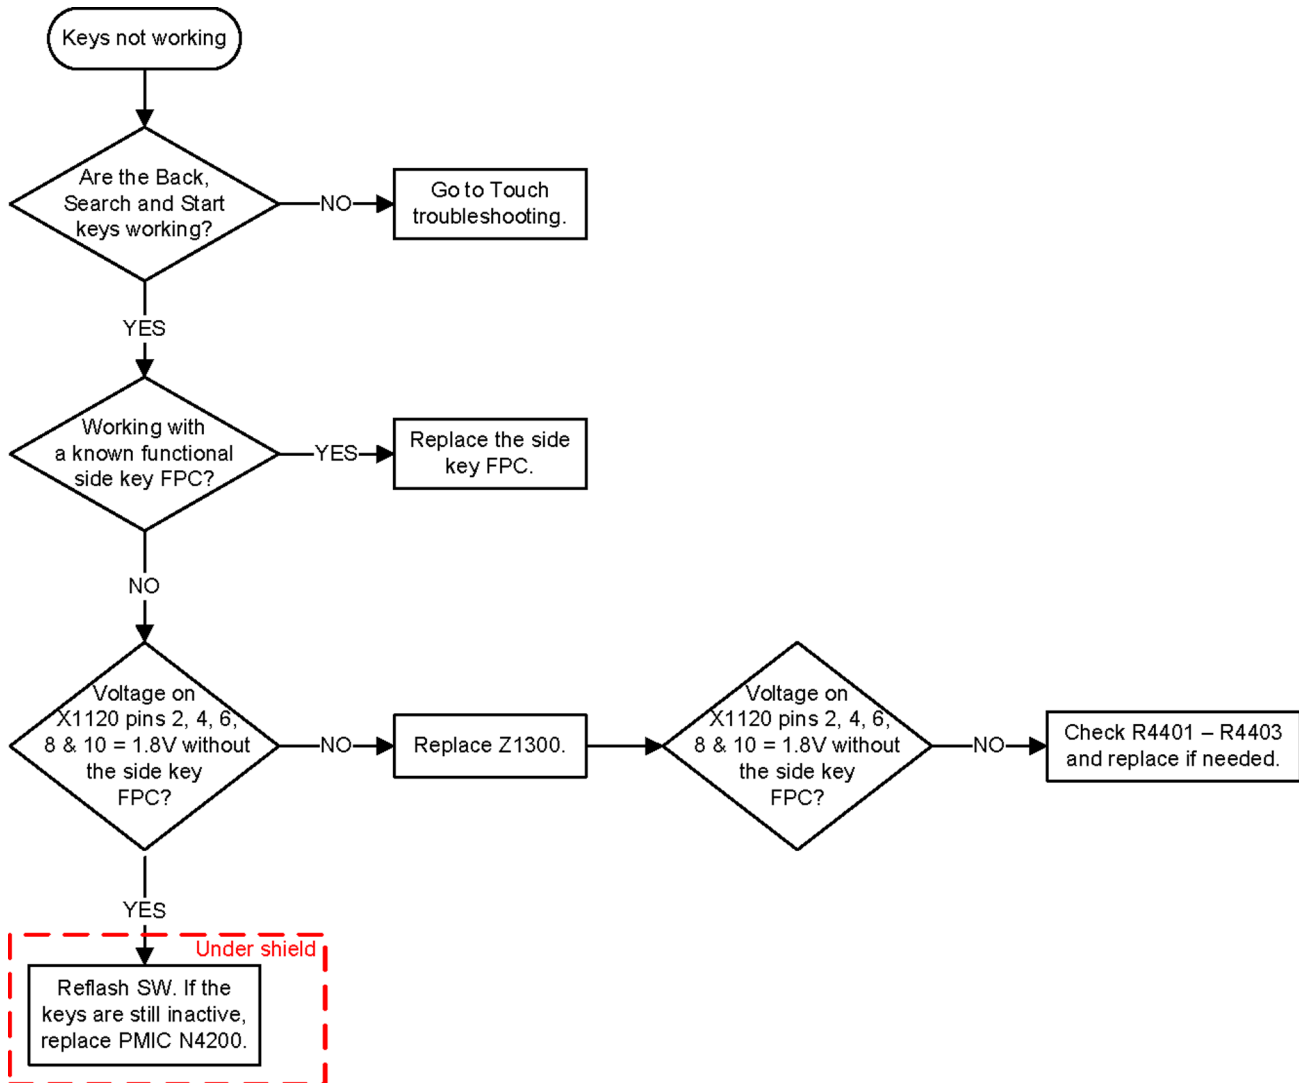 Keys not working
Are the Back,
Search and Start
keys working?
NO
Go to Touch
troubleshooting.
YES
Working with
a known functional
side key FPC?
YES
Replace the side
key FPC.
NO
Voltage on
X1120 pins 2, 4, 6,
8 & 10 = 1.8V without
the side key
FPC?
NO
Replace Z1300.
Voltage on
X1120 pins 2, 4, 6,
8 & 10 = 1.8V without
the side key
FPC?
NO
Check R4401 – R4403
and replace if needed.
YES
Under shield
Reflash SW. If the
keys are still inactive,
replace PMIC N4200.